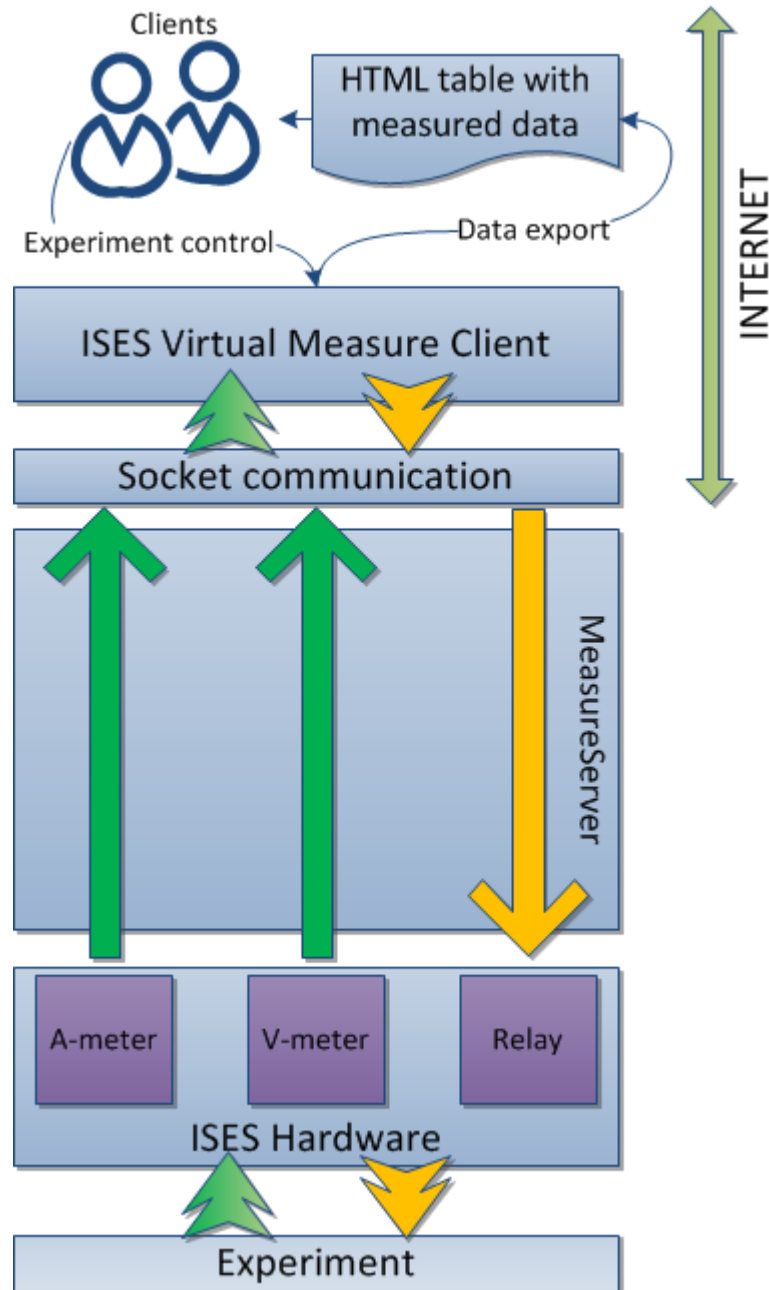 Clients
HTML table with
measured data
Experiment control
Data export
INTERNET
ISES Virtual Measure Client
Socket communication
MeasureServer
A-meter
V-meter
Relay
ISES Hardware
Experiment